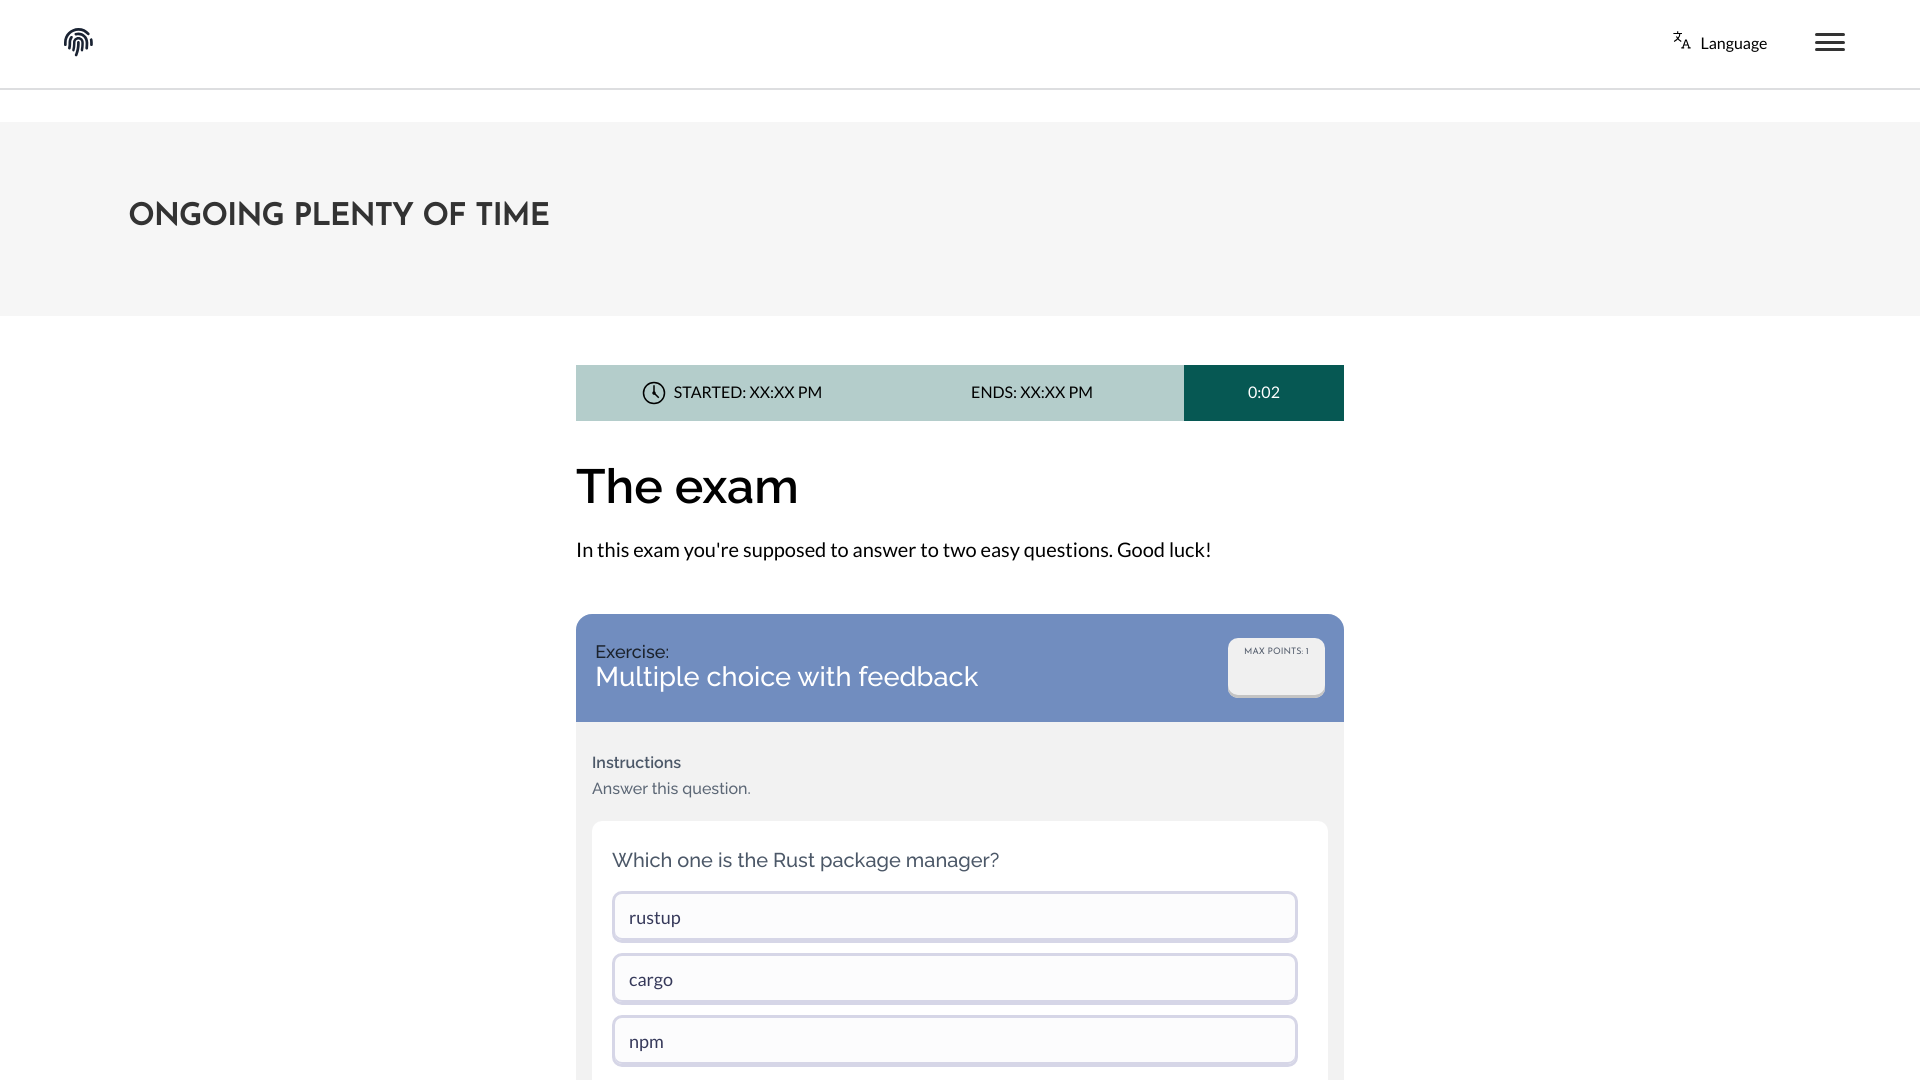 Language
ONGOING PLENTY OF TIME
STARTED: XX:XX PM ENDS: XX:XX PM 0:02
The exam
In this exam you're supposed to answer to two easy questions. Good luck!
Exercise:
Multiple choice with feedback
MAX POINTS: 1
Instructions
Answer this question.
Which one is the Rust package manager?
rustup
cargo
npm